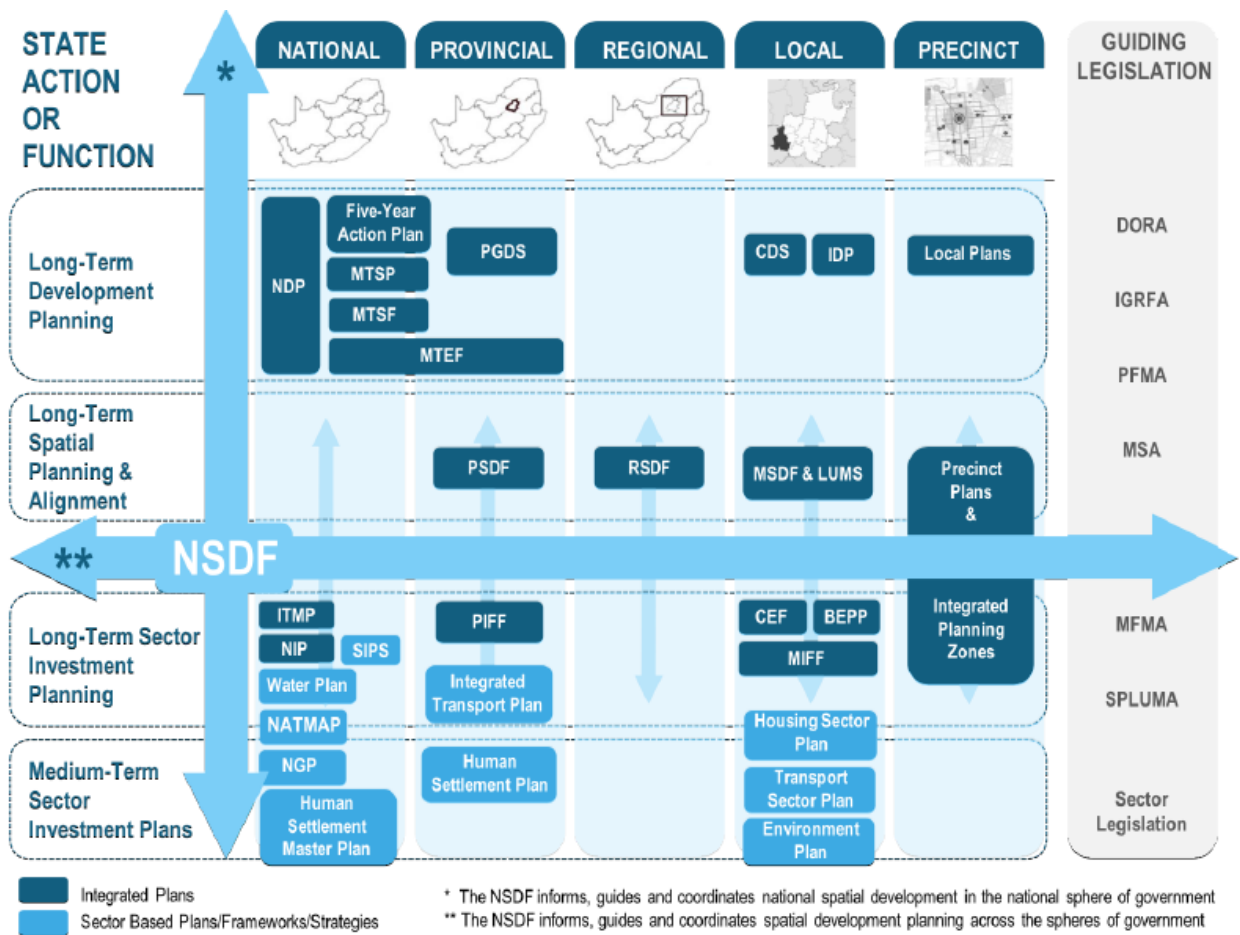 STATE
ACTION
OR
FUNCTION
*
NATIONAL
PROVINCIAL
REGIONAL
LOCAL
PRECINCT
GUIDING
LEGISLATION
Long-Term
Development
Planning
NDP
Five-Year
Action Plan
MTSP
MTSF
MTEF
PGDS
CDS
IDP
Local Plans
DORA
IGRFA
PFMA
Long-Term
Spatial
Planning &
Alignment
PSDF
RSDF
MSDF & LUMS
Precinct
Plans
&
MSA
**
NSDF
Long-Term Sector
Investment
Planning
ITMP
NIP
SIPS
Water Plan
NATMAP
PIFF
Integrated
Transport Plan
CEF
BEPP
MIFF
Housing Sector
Plan
Integrated
Planning
Zones
MFMA
SPLUMA
Medium-Term
Sector
Investment Plans
NGP
Human
Settlement
Master Plan
Human
Settlement Plan
Transport
Sector Plan
Environment
Plan
Sector
Legislation
Integrated Plans
Sector Based Plans/Frameworks/Strategies
* The NSDF informs, guides and coordinates national spatial development in the national sphere of government
** The NSDF informs, guides and coordinates spatial development planning across the spheres of government